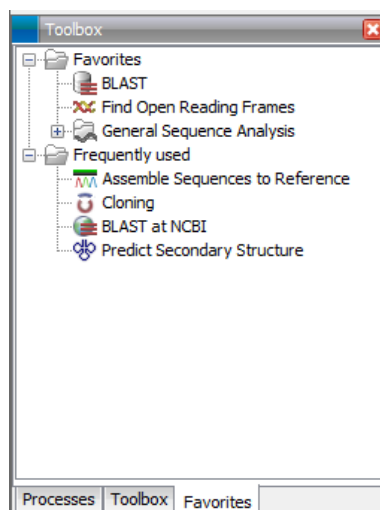 Toolbox
Favorites
BLAST
Find Open Reading Frames
General Sequence Analysis
Frequently used
Assemble Sequences to Reference
Cloning
BLAST at NCBI
Predict Secondary Structure
Processes Toolbox Favorites